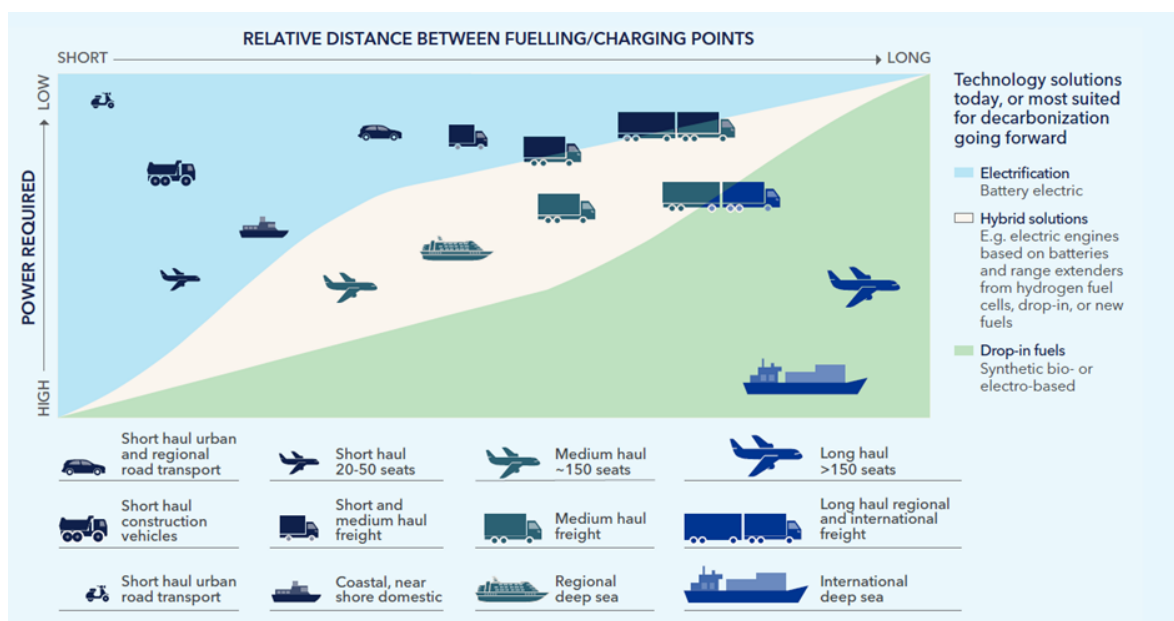 RELATIVE DISTANCE BETWEEN FUELLING/CHARGING POINTS
SHORT
LONG
LOW
POWER REQUIRED
HIGH
Technology solutions
today, or most suited
for decarbonization
going forward
Electrification
Battery electric
Hybrid solutions
E.g. electric engines
based on batteries
and range extenders
from hydrogen fuel
cells, drop-in, or new
fuels
Drop-in fuels
Synthetic bio- or
electro-based
Short haul urban
and regional
road transport
Short haul
20-50 seats
Medium haul
~150 seats
Long haul
>150 seats
Short haul
construction
vehicles
Short and
medium haul
freight
Medium haul
freight
Long haul regional
and international
freight
Short haul urban
road transport
Coastal, near
shore domestic
Regional
deep sea
International
deep sea